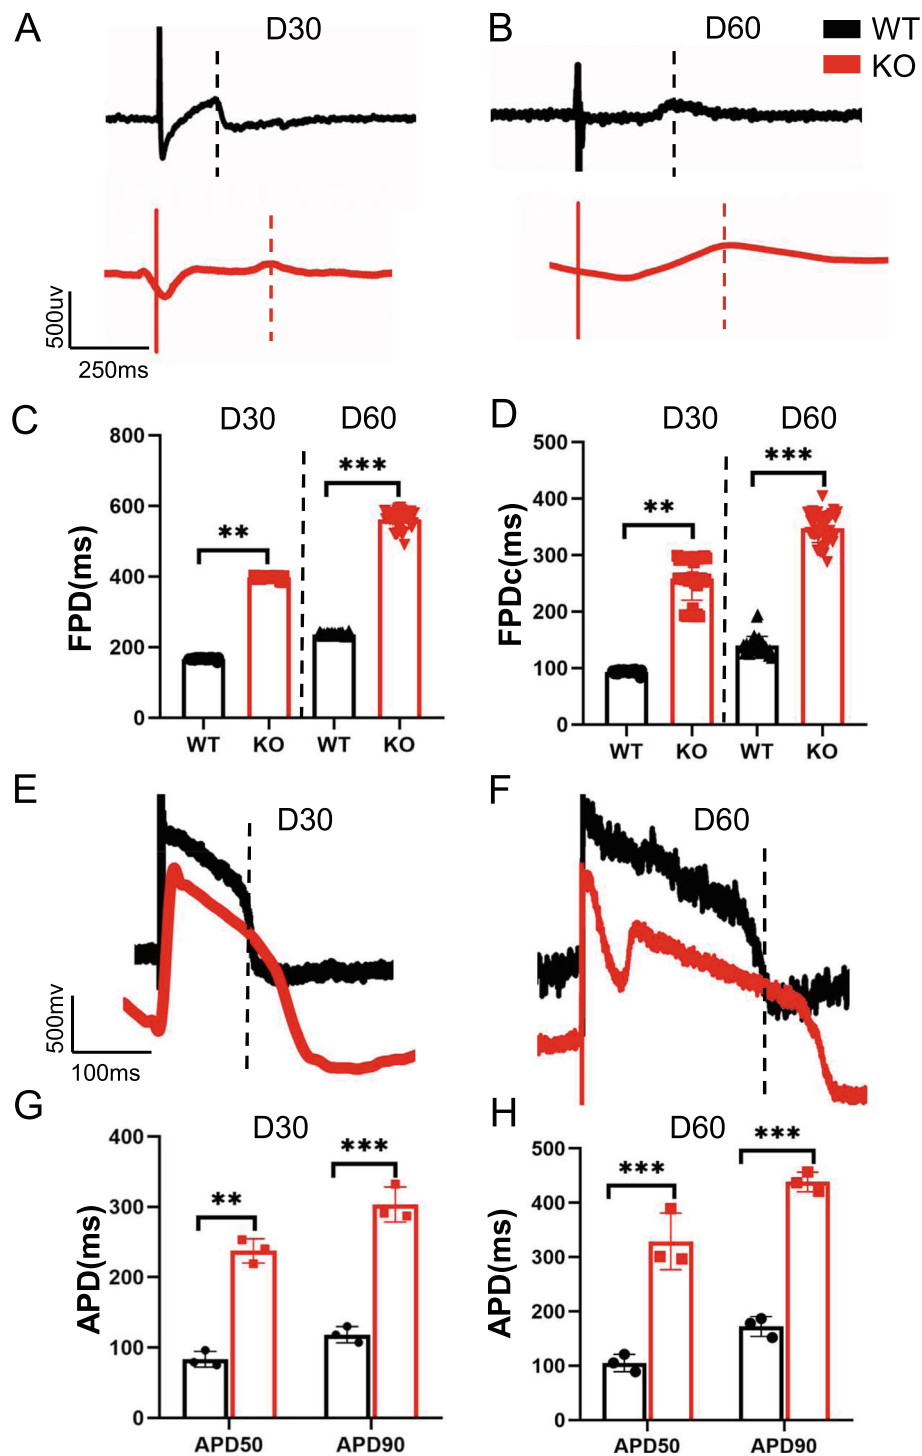 A
D30
B
D60
WT
KO
500uv
250ms
C
D30
D60
800
600
400
200
0
FPD(ms)
**
***
WT
KO
WT
KO
D
D30
D60
500
400
300
200
100
0
FPDc(ms)
**
***
WT
KO
WT
KO
E
D30
500mv
100ms
F
D60
G
D30
400
300
200
100
0
APD(ms)
**
***
APD50
APD90
H
D60
500
400
300
200
100
0
APD(ms)
***
***
APD50
APD90